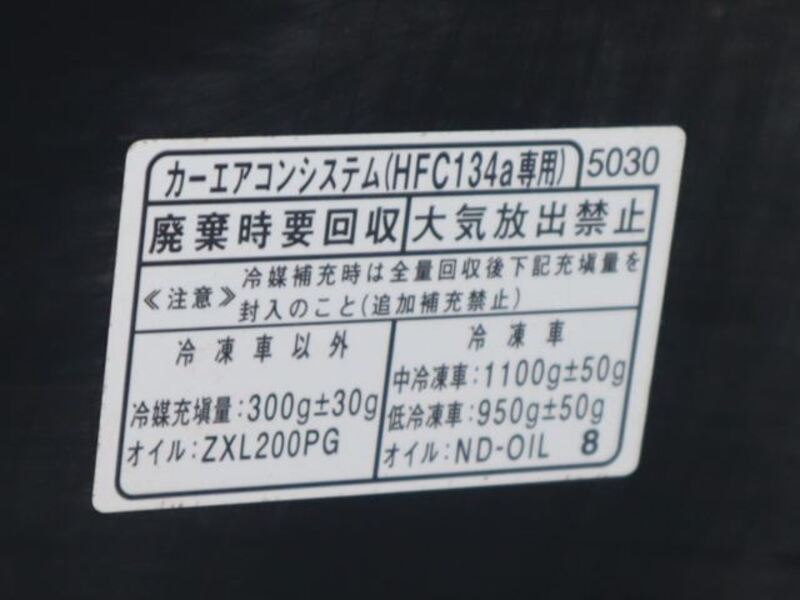 カーエアコンシステム(HFC134a専用) 5030
廃棄時要回収 大気放出禁止
≪注意≫ 冷媒補充時は全量回収後下記充塡量を
封入のこと(追加補充禁止)
冷凍車以外
冷媒充塡量:300g±30g
オイル:ZXL200PG
冷凍車
中冷凍車:1100g±50g
低冷凍車:950g±50g
オイル:ND-OIL 8